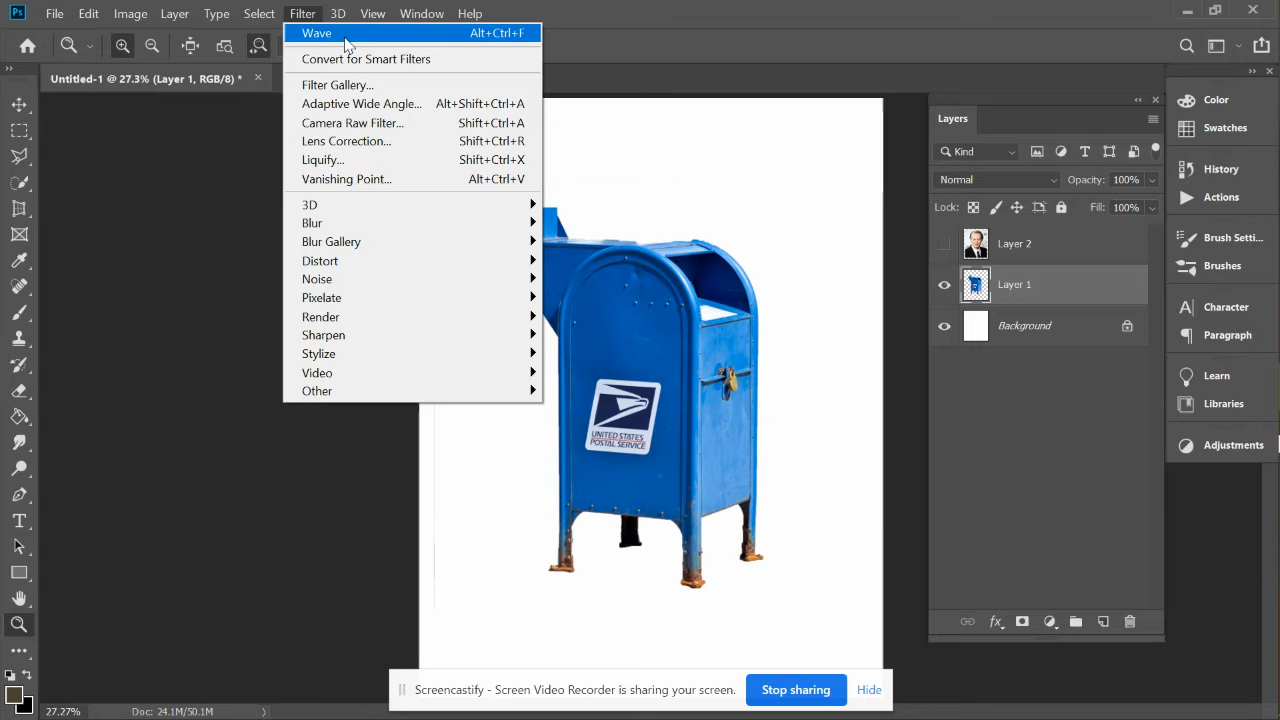 Ps File Edit Image Layer Type Select Filter 3D View Window Help
Wave Alt+Ctrl+F
Convert for Smart Filters
Filter Gallery...
Adaptive Wide Angle... Alt+Shift+Ctrl+A
Camera Raw Filter... Shift+Ctrl+A
Lens Correction... Shift+Ctrl+R
Liquify... Shift+Ctrl+X
Vanishing Point... Alt+Ctrl+V
3D
Blur
Blur Gallery
Distort
Noise
Pixelate
Render
Sharpen
Stylize
Video
Other
Untitled-1 @ 27.3% (Layer 1, RGB/8) *
UNITED STATES
POSTAL SERVICE
Layers
Kind
Normal Opacity: 100%
Lock: Fill: 100%
Layer 2
Layer 1
Background
Color
Swatches
History
Actions
Brush Setti...
Brushes
Character
Paragraph
Learn
Libraries
Adjustments
Screencastify - Screen Video Recorder is sharing your screen. Stop sharing Hide
27.27% Doc: 24.1M/50.1M